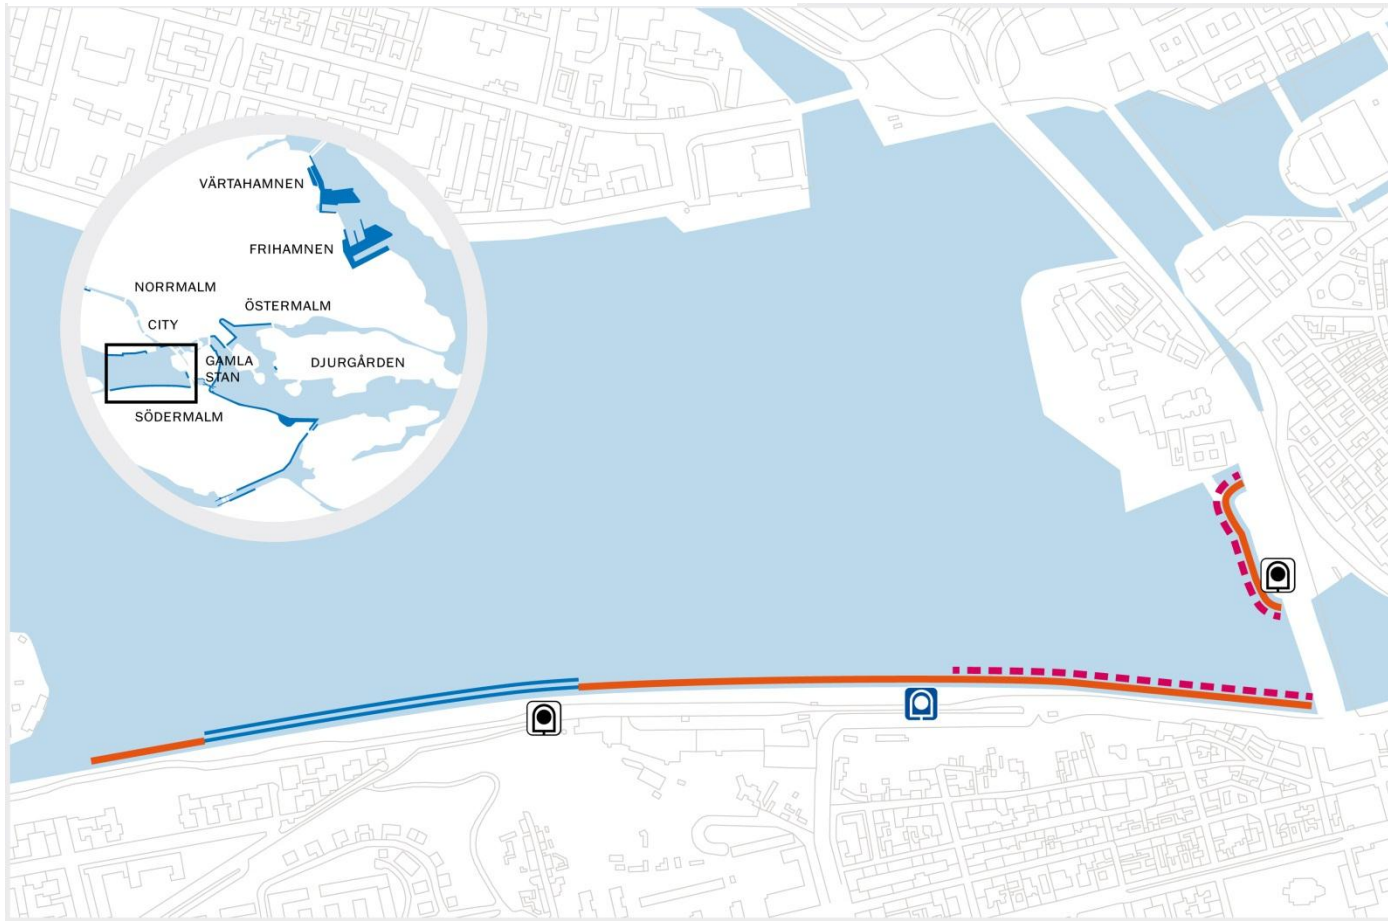 VÄRTAHAMNEN
FRIHAMNEN
NORRMALM
ÖSTERMALM
CITY
GAMLA
STAN
DJURGÅRDEN
SÖDERMALM